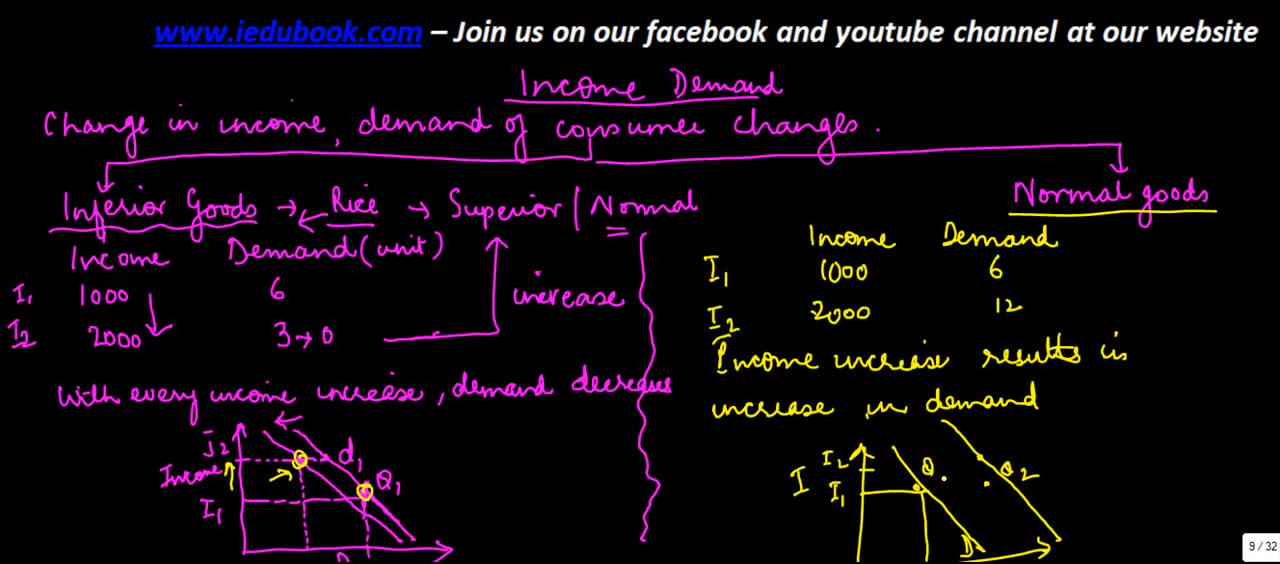 www.iedubook.com – Join us on our facebook and youtube channel at our website
Income Demand
Change in income, demand of consumer changes.
Inferior Goods → Rice → Superior | Normal
Income Demand (unit)
I1 1000 6
increase
I2 2000 3→0
With every income increase, demand decreases
I2
d1
Income
Q1
I1
D
Normal goods
Income Demand
I1 1000 6
I2 2000 12
Income increase results in
increase in demand
I2
I
I1
Q
Q2
D
9 / 32